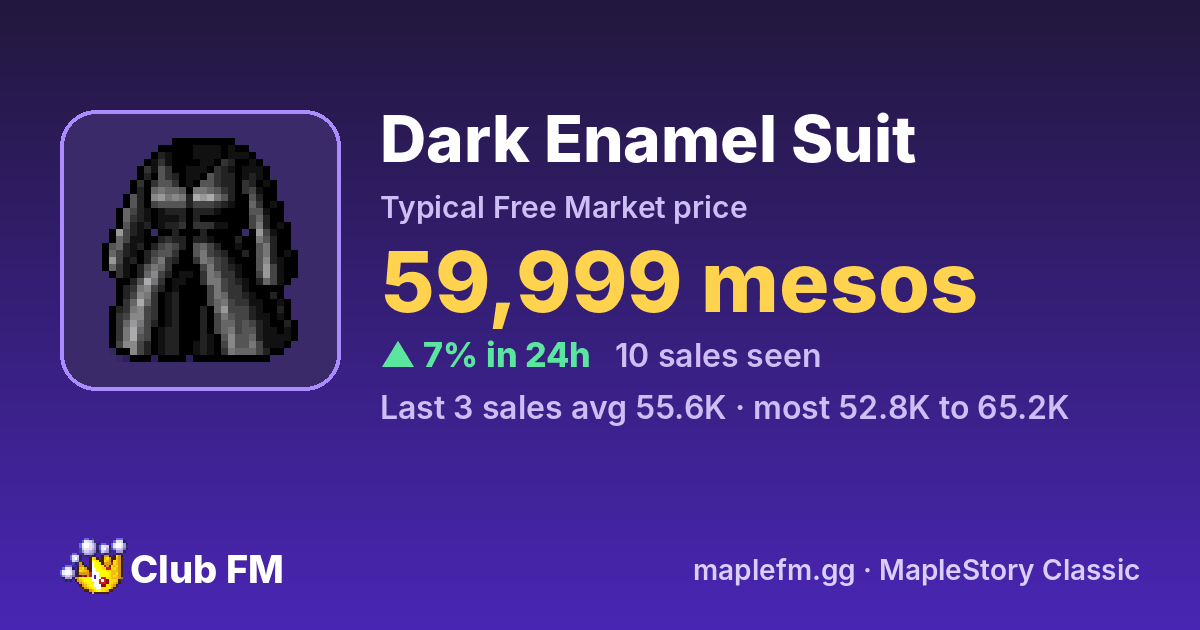 Dark Enamel Suit
Typical Free Market price
59,999 mesos
▲ 7% in 24h 10 sales seen
Last 3 sales avg 55.6K · most 52.8K to 65.2K
Club FM
maplefm.gg · MapleStory Classic